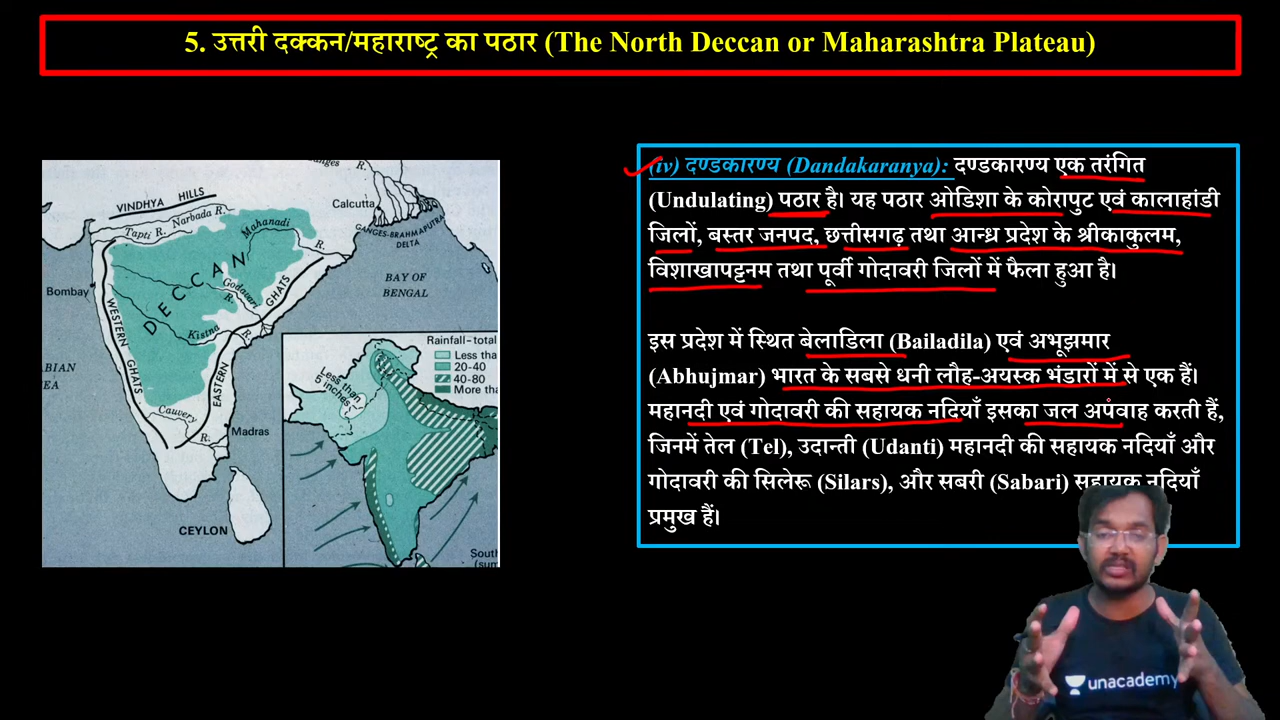 5. उत्तरी दक्कन/महाराष्ट्र का पठार (The North Deccan or Maharashtra Plateau)
VINDHYA HILLS
Tapti R.
Narbada R.
Mahanadi
R.
Calcutta
GANGES-BRAHMAPUTRA
DELTA
DECCAN
Godavari
R.
Bombay
BAY OF
BENGAL
WESTERN GHATS
Kistna
R.
EASTERN
GHATS
Cauvery
R.
Madras
CEYLON
Rainfall-total
Less tha
20-40
40-80
More tha
Less than
5 inches
South
(iv) दण्डकारण्य (Dandakaranya): दण्डकारण्य एक तरंगित
(Undulating) पठार है। यह पठार ओडिशा के कोरापुट एवं कालाहांडी
जिलों, बस्तर जनपद, छत्तीसगढ़ तथा आन्ध्र प्रदेश के श्रीकाकुलम,
विशाखापट्टनम तथा पूर्वी गोदावरी जिलों में फैला हुआ है।
इस प्रदेश में स्थित बेलाडिला (Bailadila) एवं अभूझमार
(Abhujmar) भारत के सबसे धनी लौह-अयस्क भंडारों में से एक हैं।
महानदी एवं गोदावरी की सहायक नदियाँ इसका जल अपवाह करती हैं,
जिनमें तेल (Tel), उदान्ती (Udanti) महानदी की सहायक नदियाँ और
गोदावरी की सिलेरू (Silars), और सबरी (Sabari) सहायक नदियाँ
प्रमुख हैं।
unacademy